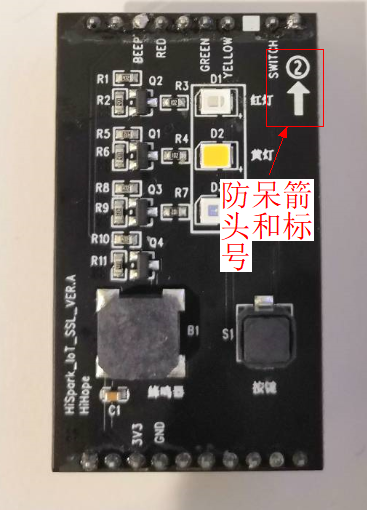 BEEP
RED
GREEN
YELLOW
SWITCH
②
R1
Q2
R3
D1
R2
红灯
R5
Q1
R4
D2
R6
黄灯
R8
Q3
R7
R9
防呆箭
头和标
号
R10
Q4
R11
B1
S1
蜂鸣器
按键
C1
HiSpark_IoT_SSL_VER.A
HiHope
3V3
GND